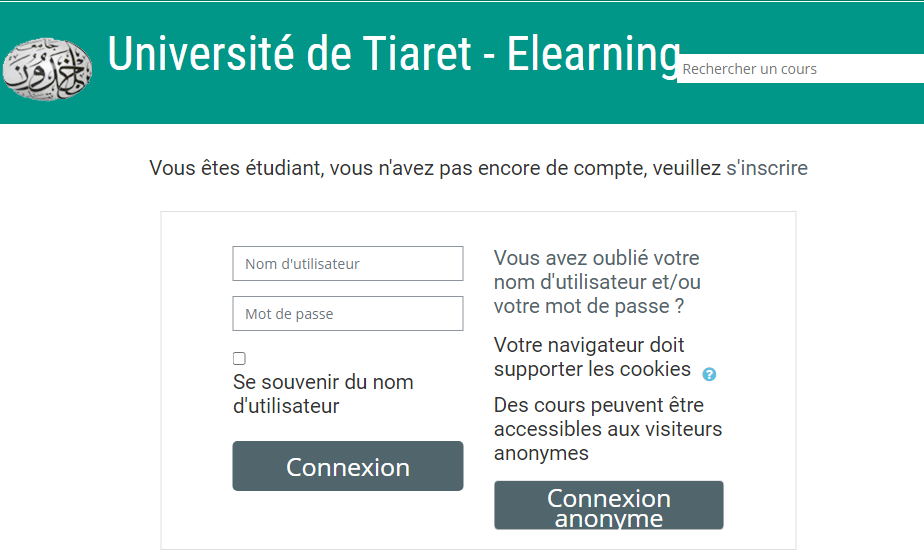 Université de Tiaret - Elearning
Rechercher un cours
Vous êtes étudiant, vous n'avez pas encore de compte, veuillez s'inscrire
Nom d'utilisateur
Mot de passe
Se souvenir du nom
d'utilisateur
Connexion
Vous avez oublié votre
nom d'utilisateur et/ou
votre mot de passe ?
Votre navigateur doit
supporter les cookies ?
Des cours peuvent être
accessibles aux visiteurs
anonymes
Connexion
anonyme